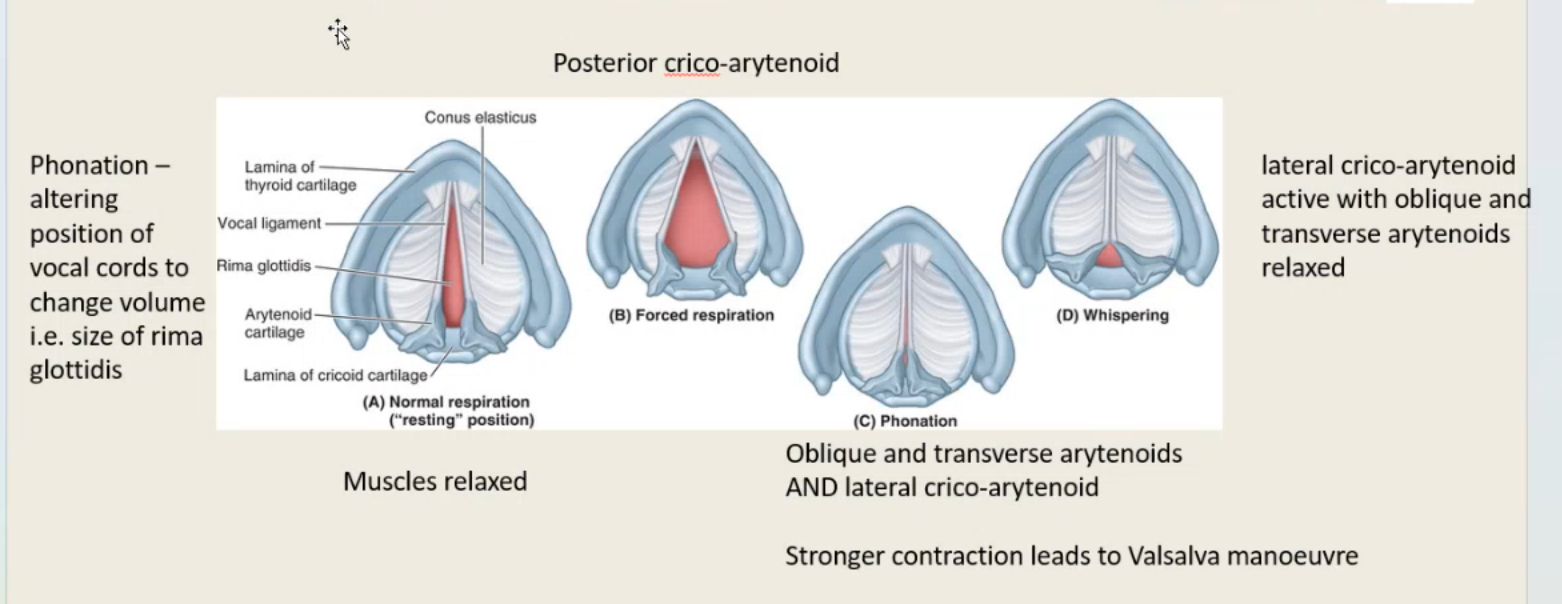 Posterior crico-arytenoid
Phonation –
altering
position of
vocal cords to
change volume
i.e. size of rima
glottidis
Conus elasticus
Lamina of
thyroid cartilage
Vocal ligament
Rima glottidis
Arytenoid
cartilage
Lamina of cricoid cartilage
(A) Normal respiration
("resting" position)
(B) Forced respiration
(C) Phonation
(D) Whispering
lateral crico-arytenoid
active with oblique and
transverse arytenoids
relaxed
Muscles relaxed
Oblique and transverse arytenoids
AND lateral crico-arytenoid
Stronger contraction leads to Valsalva manoeuvre